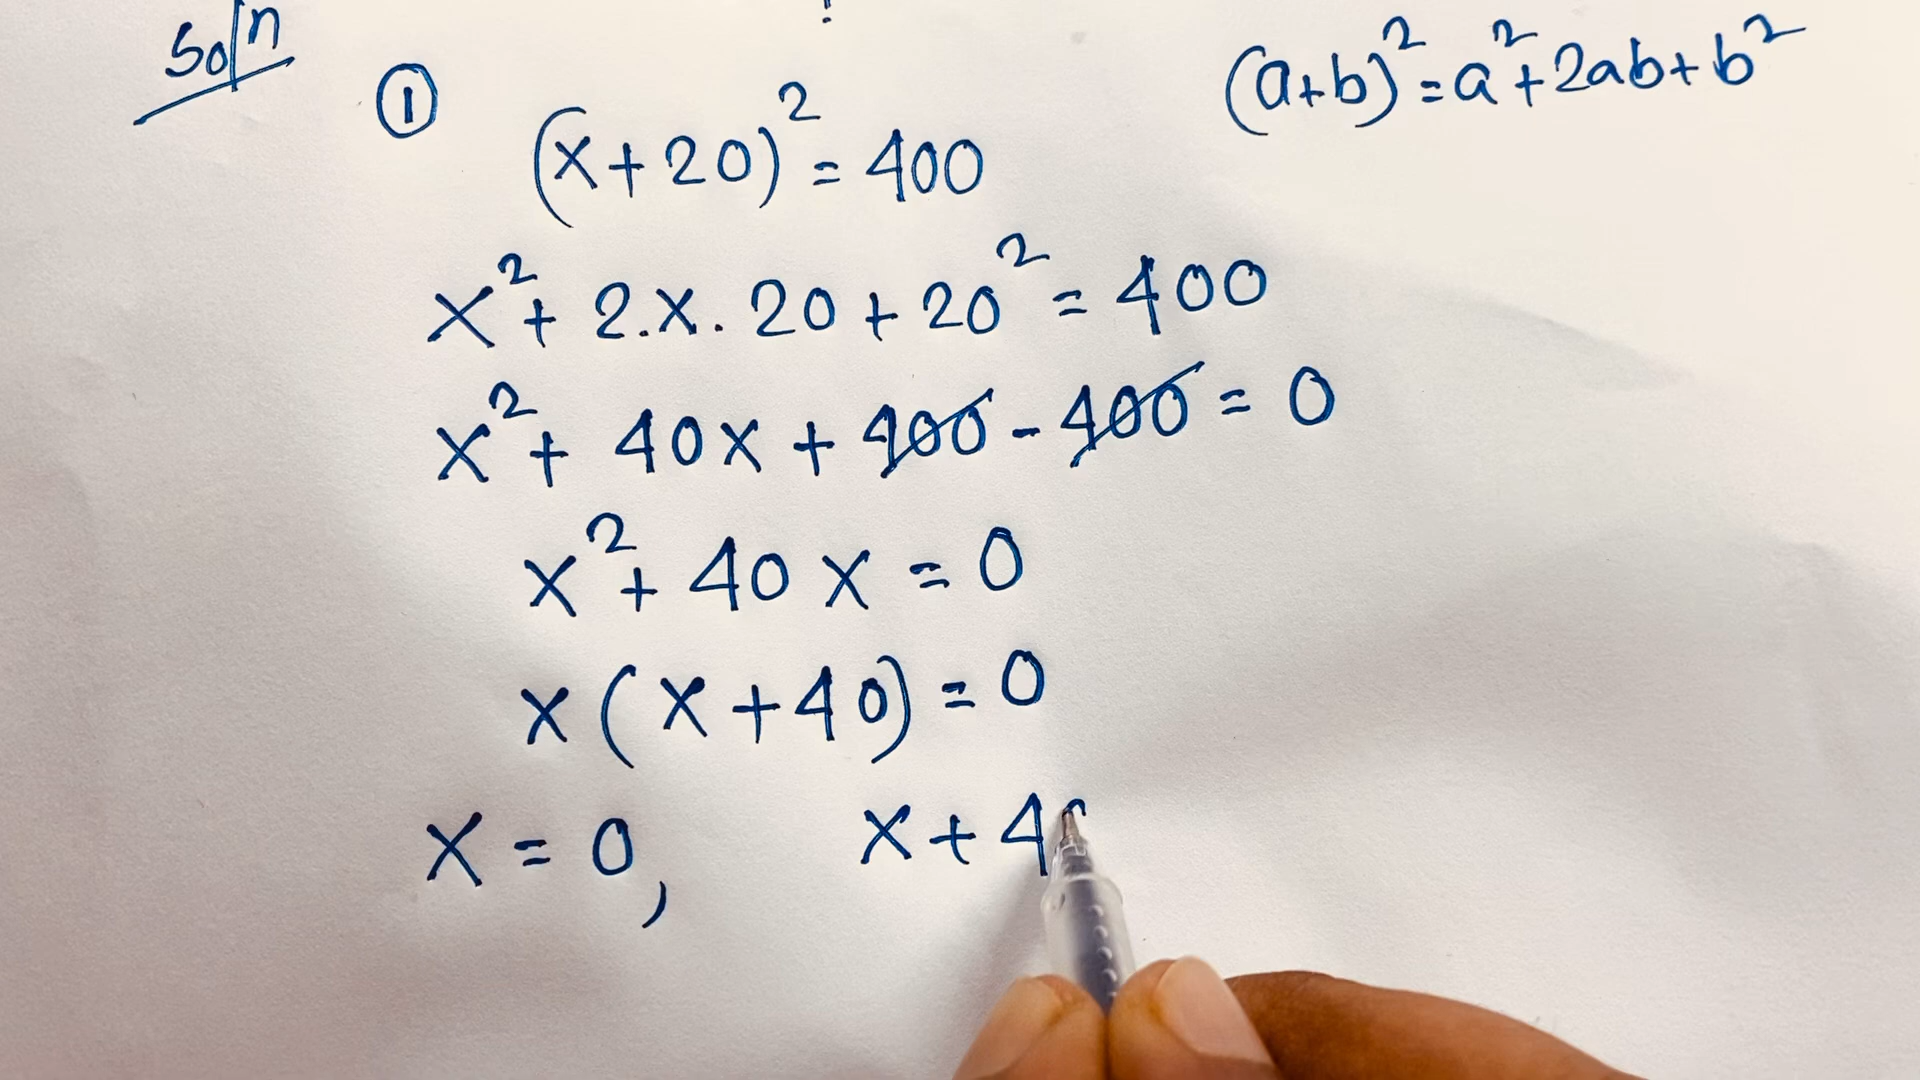 Soln
(a+b)²=a²+2ab+b²
① (x+20)²=400
x²+2.x.20+20²=400
x²+40x+400-400=0
x²+40x=0
x(x+40)=0
x=0, x+40